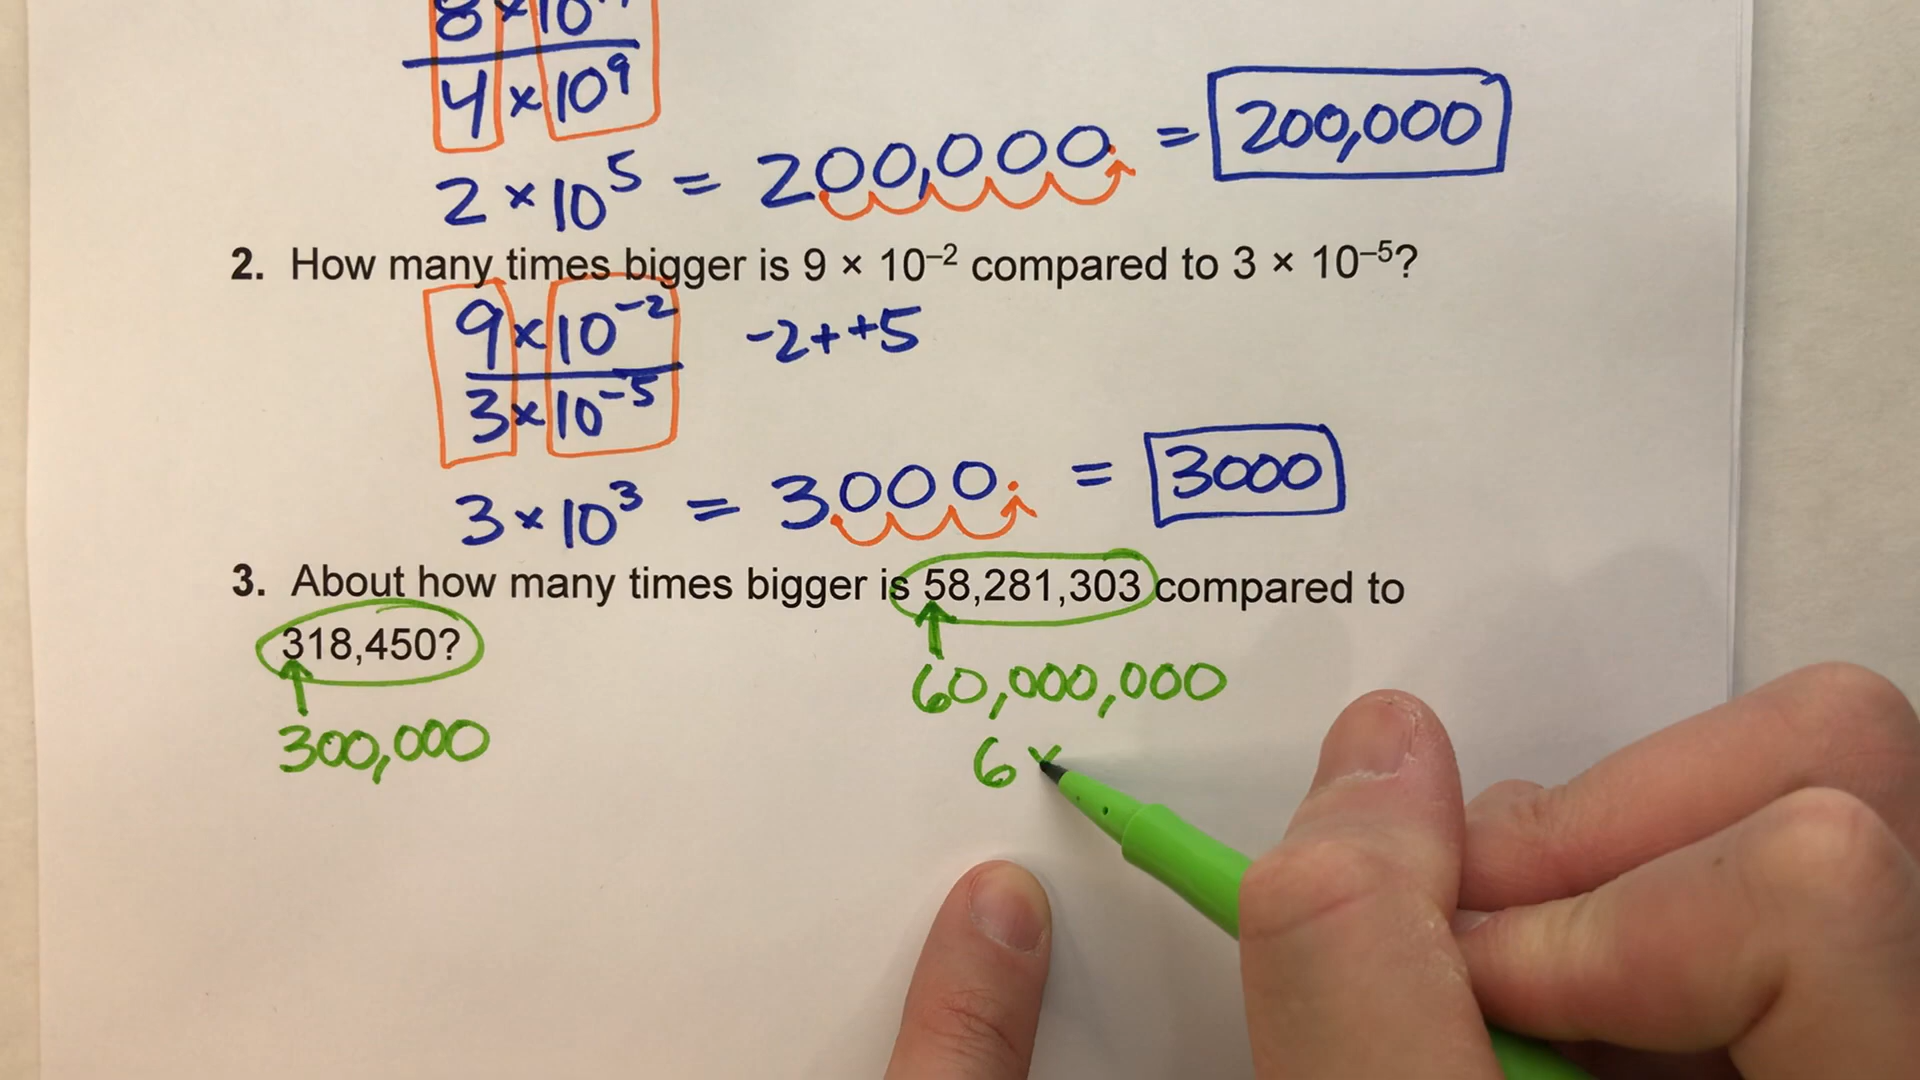 8 × 10
4 × 10⁹
2 × 10⁵ = 200,000. = 200,000
2. How many times bigger is 9 × 10⁻² compared to 3 × 10⁻⁵?
9 × 10⁻² -2 + +5
3 × 10⁻⁵
3 × 10³ = 3000. = 3000
3. About how many times bigger is 58,281,303 compared to
318,450?
60,000,000
300,000
6 ×